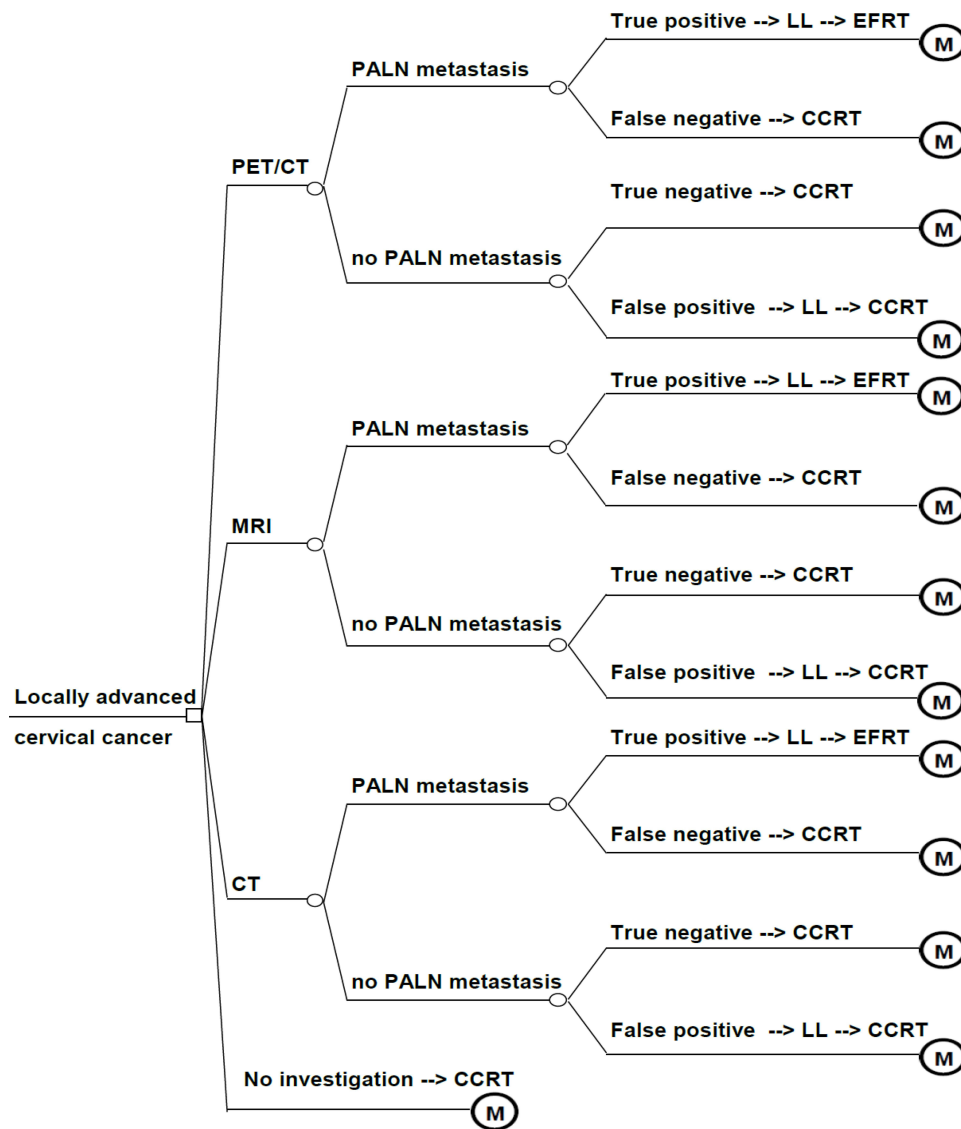 True positive --> LL --> EFRT
M
PALN metastasis
False negative --> CCRT
M
PET/CT
True negative --> CCRT
M
no PALN metastasis
False positive --> LL --> CCRT
M
True positive --> LL --> EFRT
M
PALN metastasis
False negative --> CCRT
M
MRI
True negative --> CCRT
M
no PALN metastasis
False positive --> LL --> CCRT
M
Locally advanced
cervical cancer
True positive --> LL --> EFRT
M
PALN metastasis
False negative --> CCRT
M
CT
True negative --> CCRT
M
no PALN metastasis
False positive --> LL --> CCRT
M
No investigation --> CCRT
M